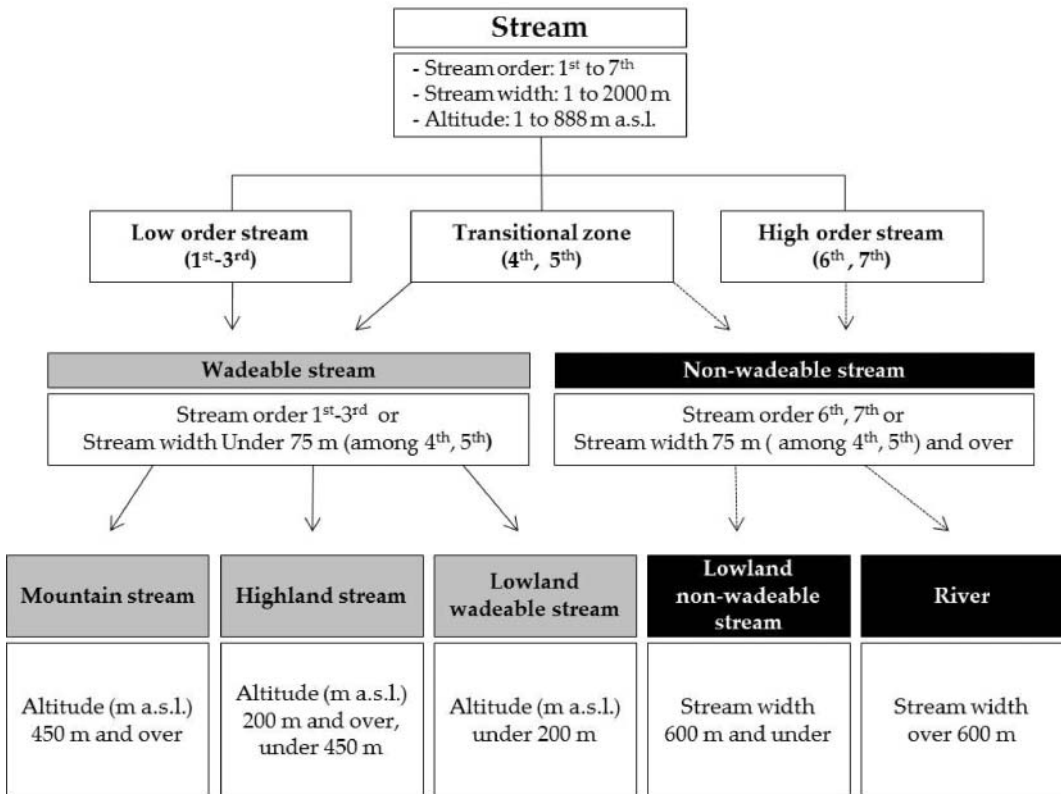 Stream
- Stream order: 1st to 7th
- Stream width: 1 to 2000 m
- Altitude: 1 to 888 m a.s.l.
Low order stream
(1st-3rd)
Transitional zone
(4th, 5th)
High order stream
(6th, 7th)
Wadeable stream
Stream order 1st-3rd or
Stream width Under 75 m (among 4th, 5th)
Non-wadeable stream
Stream order 6th, 7th or
Stream width 75 m ( among 4th, 5th) and over
Mountain stream
Altitude (m a.s.l.)
450 m and over
Highland stream
Altitude (m a.s.l.)
200 m and over,
under 450 m
Lowland
wadeable stream
Altitude (m a.s.l.)
under 200 m
Lowland
non-wadeable
stream
Stream width
600 m and under
River
Stream width
over 600 m